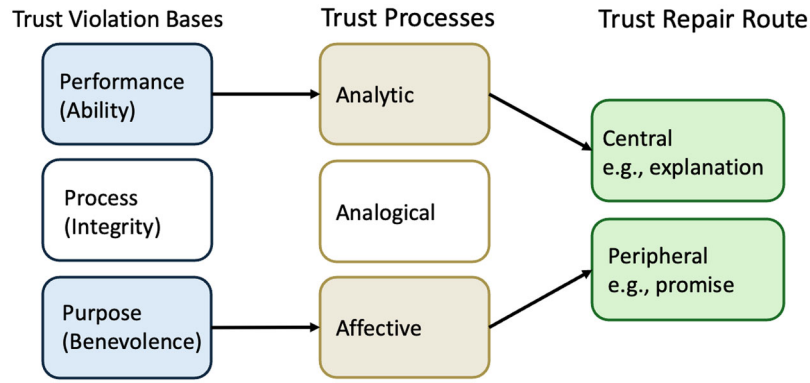 Trust Violation Bases
Trust Processes
Trust Repair Route
Performance
(Ability)
Analytic
Central
e.g., explanation
Process
(Integrity)
Analogical
Peripheral
e.g., promise
Purpose
(Benevolence)
Affective